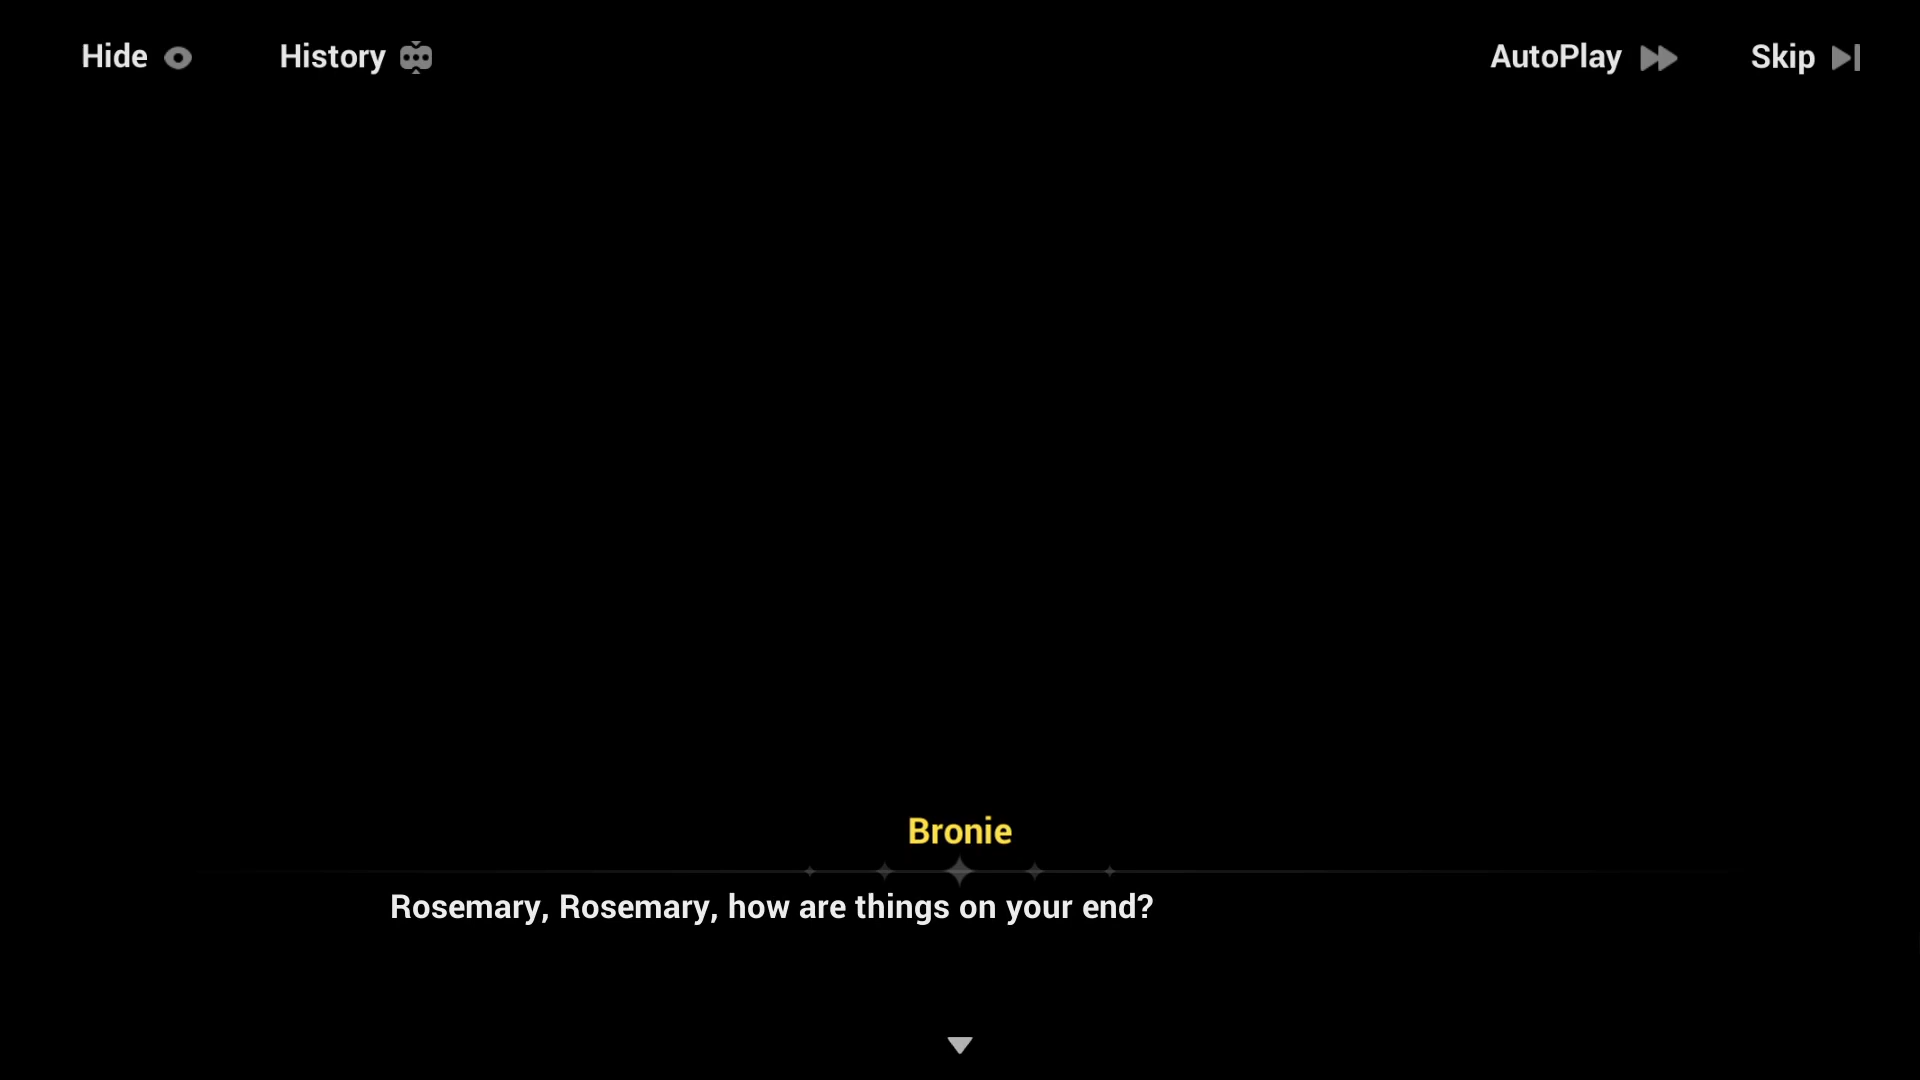 Hide
History
AutoPlay
Skip
Bronie
Rosemary, Rosemary, how are things on your end?